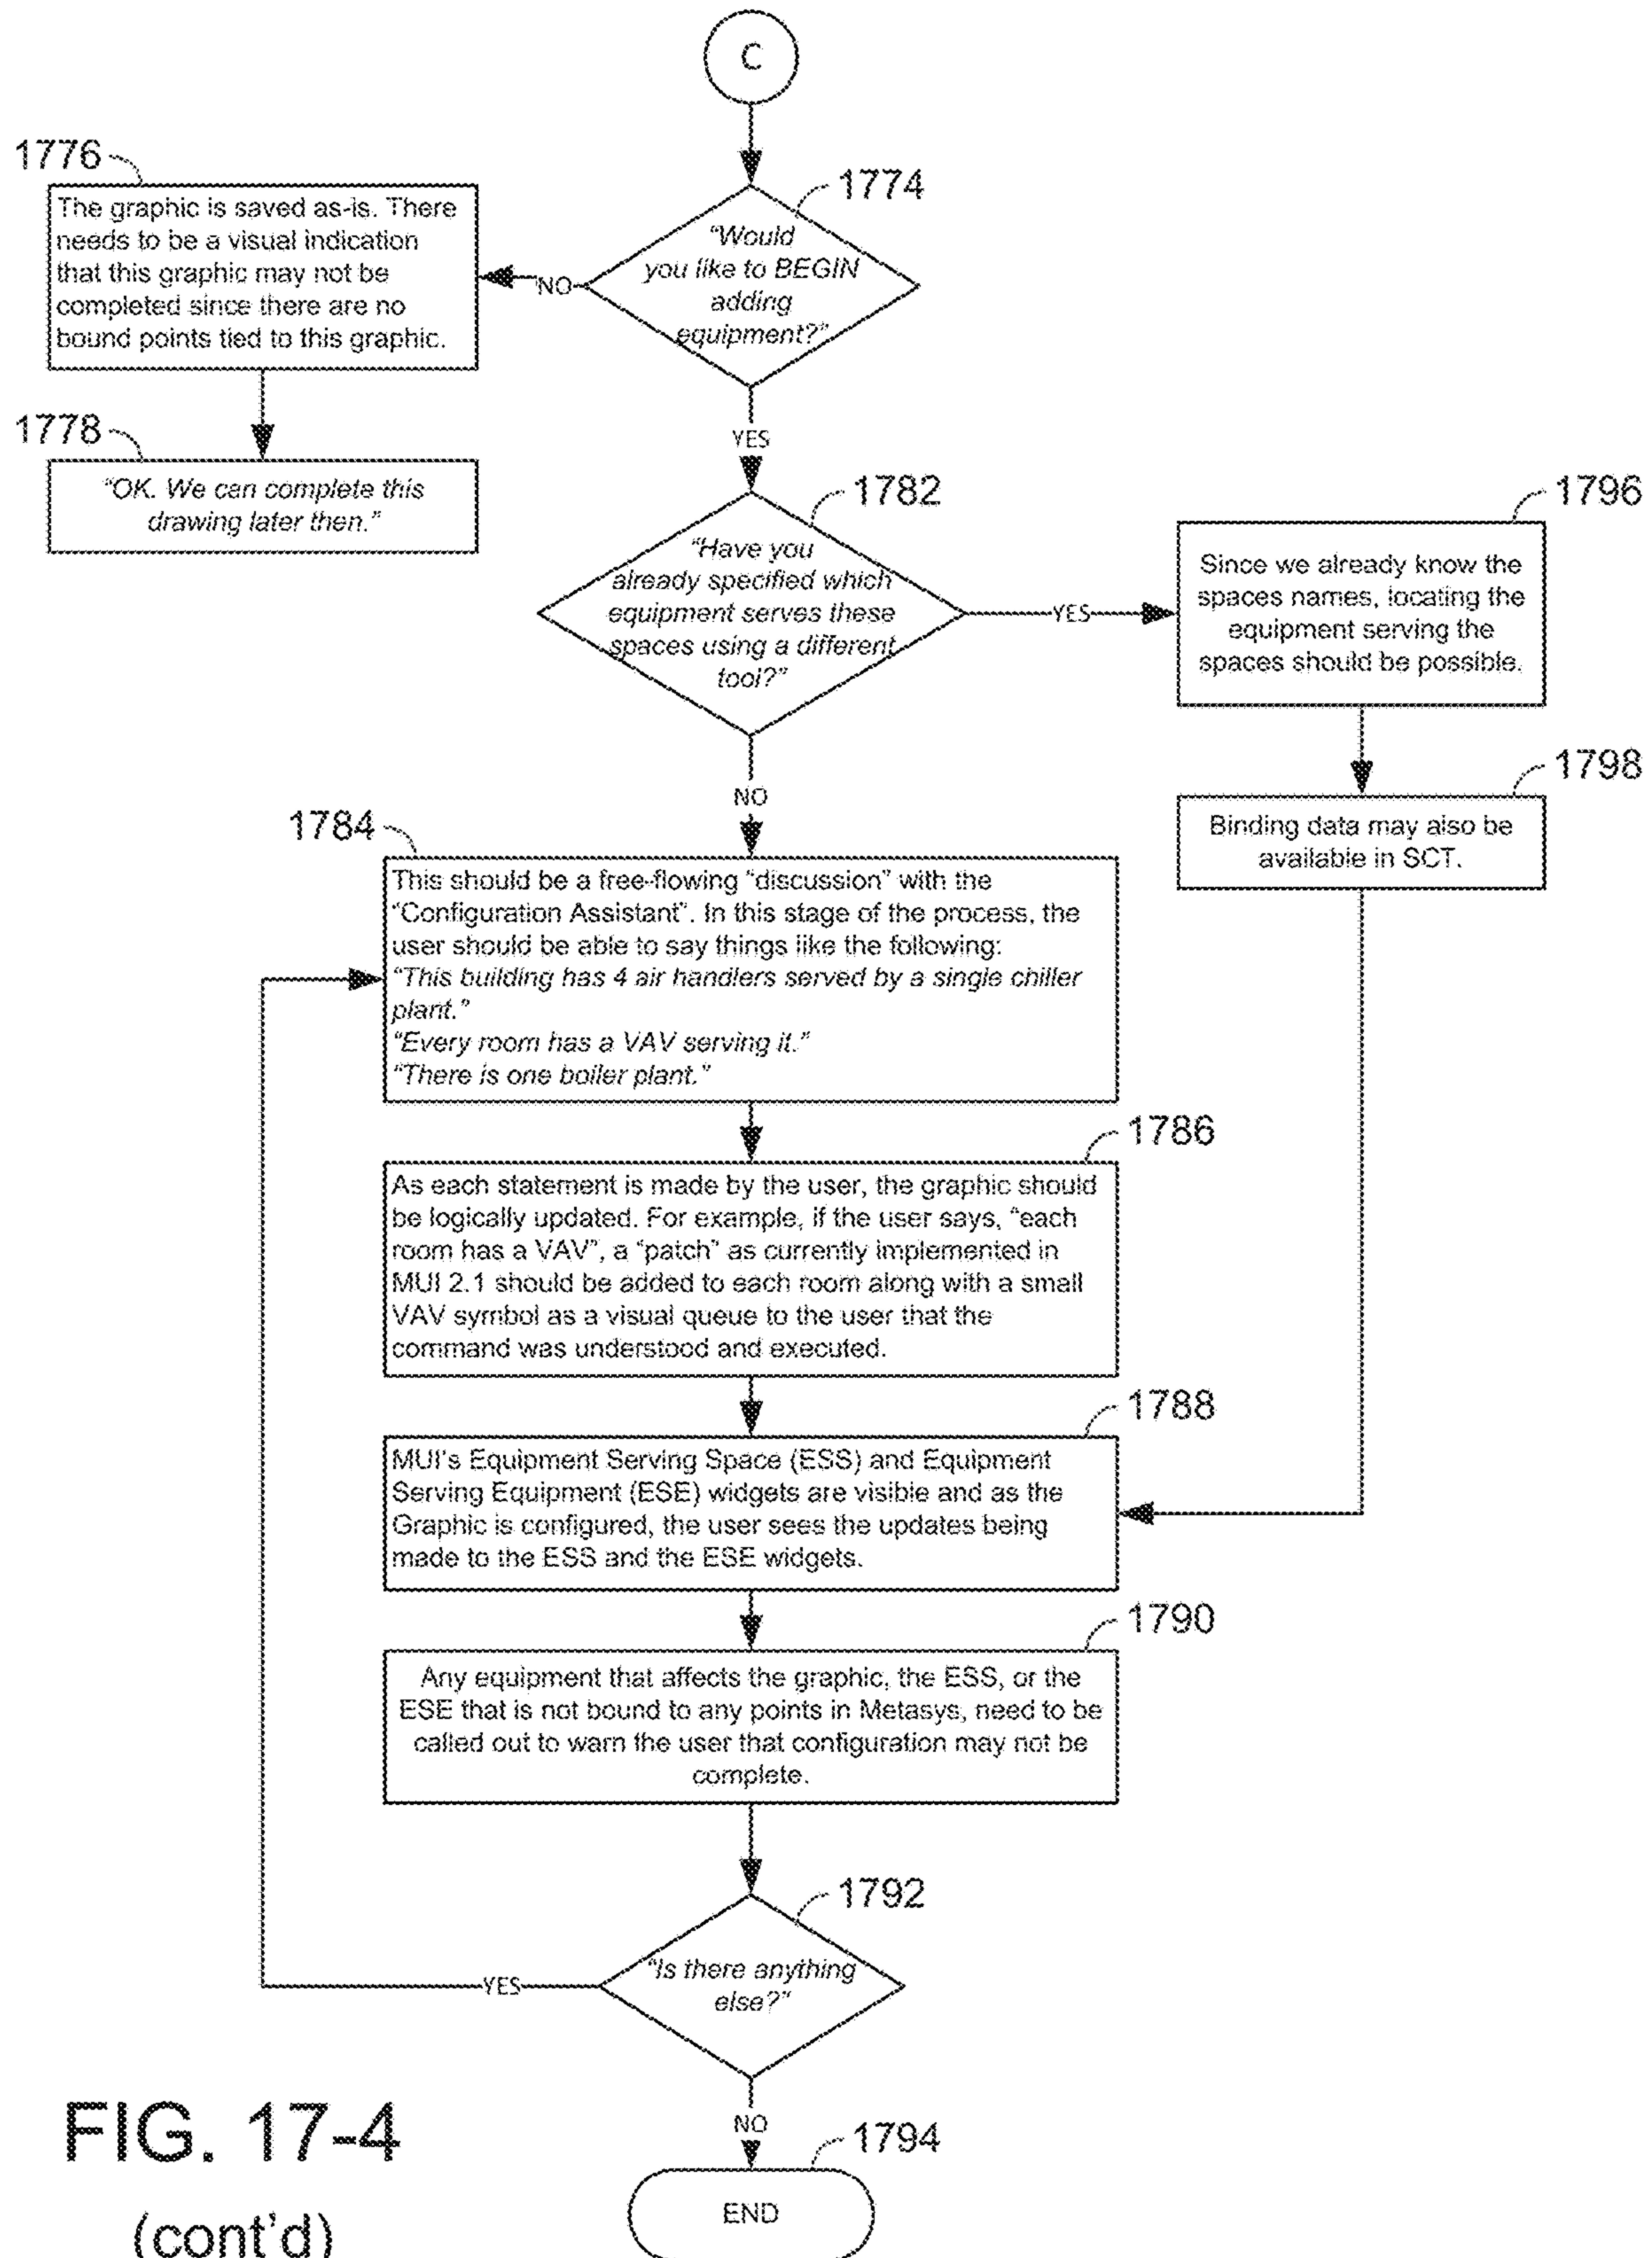 C
1774
"Would
you like to BEGIN
adding
equipment?"
NO
1776
The graphic is saved as-is. There
needs to be a visual indication
that this graphic may not be
completed since there are no
bound points tied to this graphic.
1778
"OK. We can complete this
drawing later then."
YES
1782
"Have you
already specified which
equipment serves these
spaces using a different
tool?"
YES
1796
Since we already know the
spaces names, locating the
equipment serving the
spaces should be possible.
1798
Binding data may also be
available in SCT.
NO
1784
This should be a free-flowing "discussion" with the
"Configuration Assistant". In this stage of the process, the
user should be able to say things like the following:
"This building has 4 air handlers served by a single chiller
plant."
"Every room has a VAV serving it."
"There is one boiler plant."
1786
As each statement is made by the user, the graphic should
be logically updated. For example, if the user says, "each
room has a VAV", a "patch" as currently implemented in
MUI 2.1 should be added to each room along with a small
VAV symbol as a visual queue to the user that the
command was understood and executed.
1788
MUI's Equipment Serving Space (ESS) and Equipment
Serving Equipment (ESE) widgets are visible and as the
Graphic is configured, the user sees the updates being
made to the ESS and the ESE widgets.
1790
Any equipment that affects the graphic, the ESS, or the
ESE that is not bound to any points in Metasys, need to be
called out to warn the user that configuration may not be
complete.
1792
"Is there anything
else?"
YES
NO
1794
END
FIG. 17-4
(cont'd)